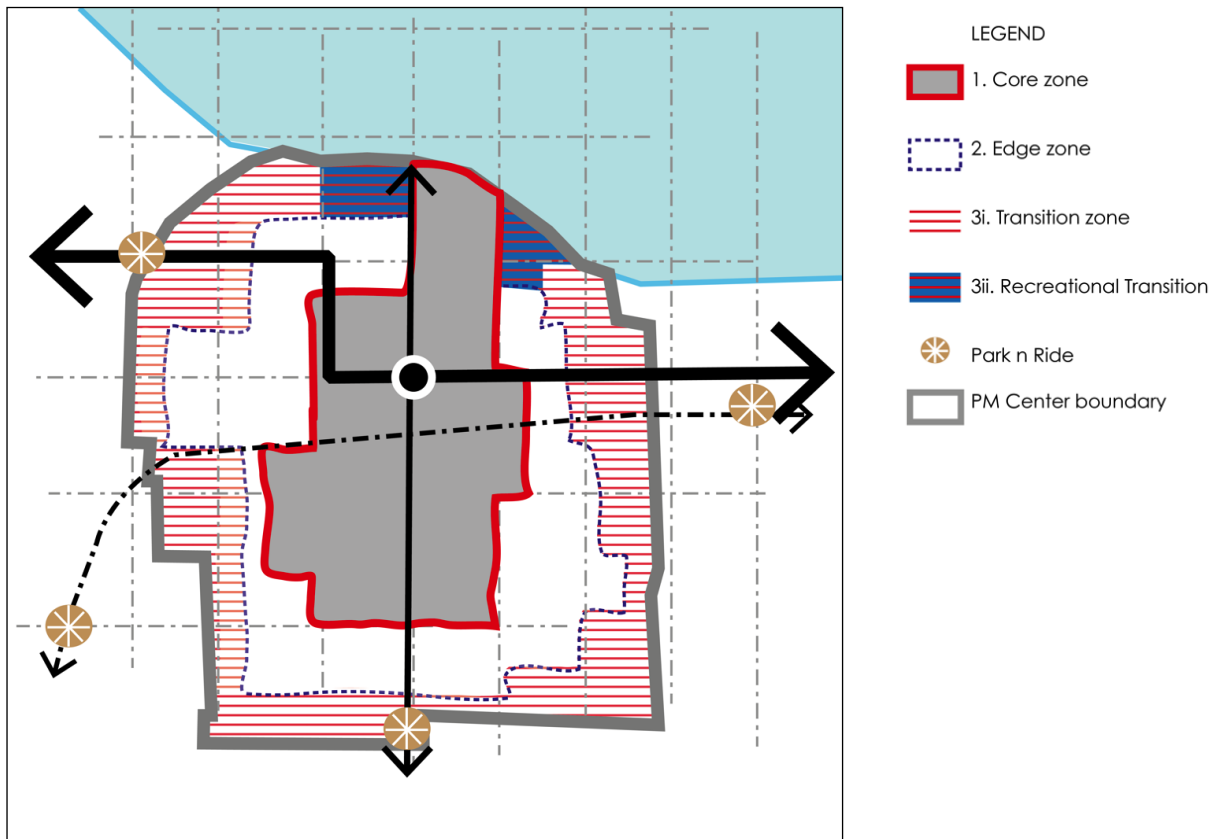 LEGEND
1. Core zone
2. Edge zone
3i. Transition zone
3ii. Recreational Transition
Park n Ride
PM Center boundary